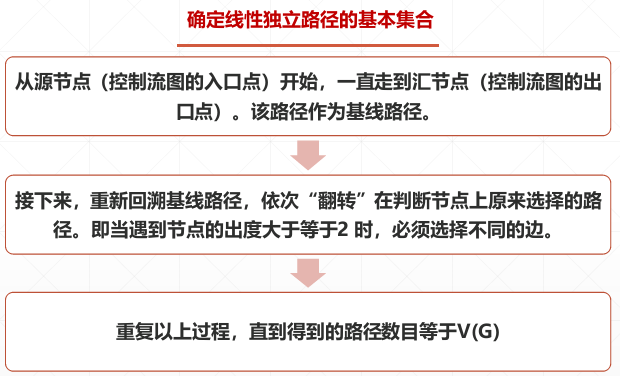 确定线性独立路径的基本集合
从源节点（控制流图的入口点）开始，一直走到汇节点（控制流图的出
口点）。该路径作为基线路径。
接下来，重新回溯基线路径，依次“翻转”在判断节点上原来选择的路
径。即当遇到节点的出度大于等于2 时，必须选择不同的边。
重复以上过程，直到得到的路径数目等于V(G)